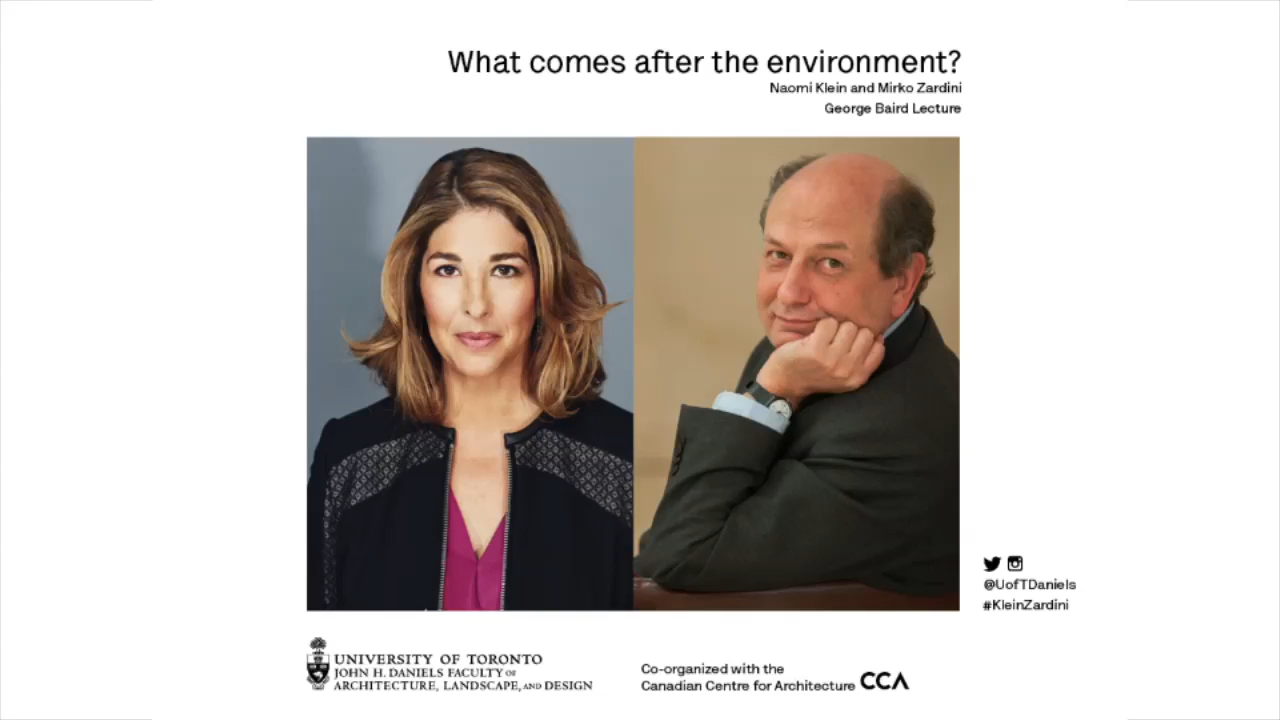 What comes after the environment?
Naomi Klein and Mirko Zardini
George Baird Lecture
@UofTDaniels
#KleinZardini
UNIVERSITY OF TORONTO
JOHN H. DANIELS FACULTY OF
ARCHITECTURE, LANDSCAPE, AND DESIGN
Co-organized with the
Canadian Centre for Architecture CCA